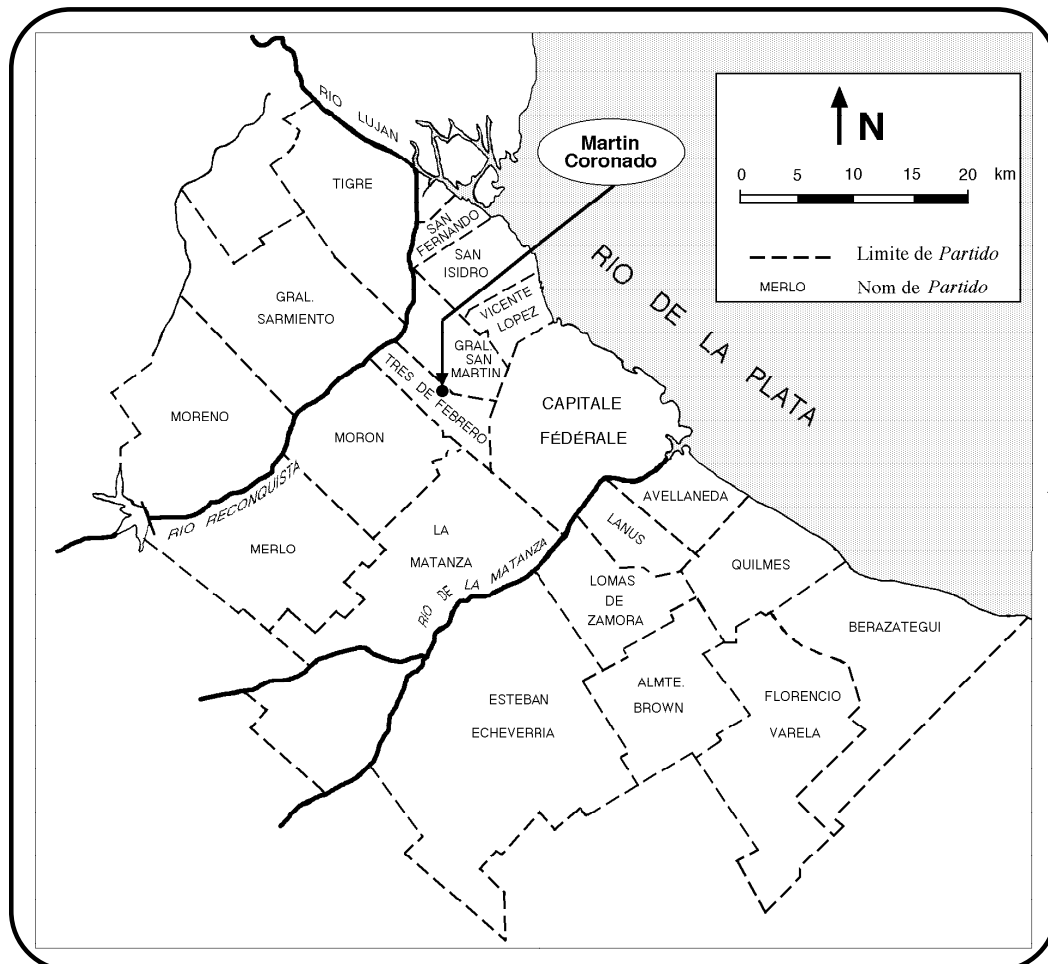 RIO LUJAN
Martin
Coronado
N
0 5 10 15 20 km
Limite de Partido
MERLO Nom de Partido
TIGRE
SAN
FERNANDO
SAN
ISIDRO
RIO DE LA PLATA
VICENTE
LOPEZ
GRAL.
SARMIENTO
GRAL.
SAN
MARTIN
TRES DE FEBRERO
CAPITALE
FÉDÉRALE
MORENO
MORON
RIO RECONQUISTA
MERLO
LA
MATANZA
RIO DE LA MATANZA
AVELLANEDA
LANUS
QUILMES
LOMAS
DE
ZAMORA
BERAZATEGUI
ESTEBAN
ECHEVERRIA
ALMTE.
BROWN
FLORENCIO
VARELA